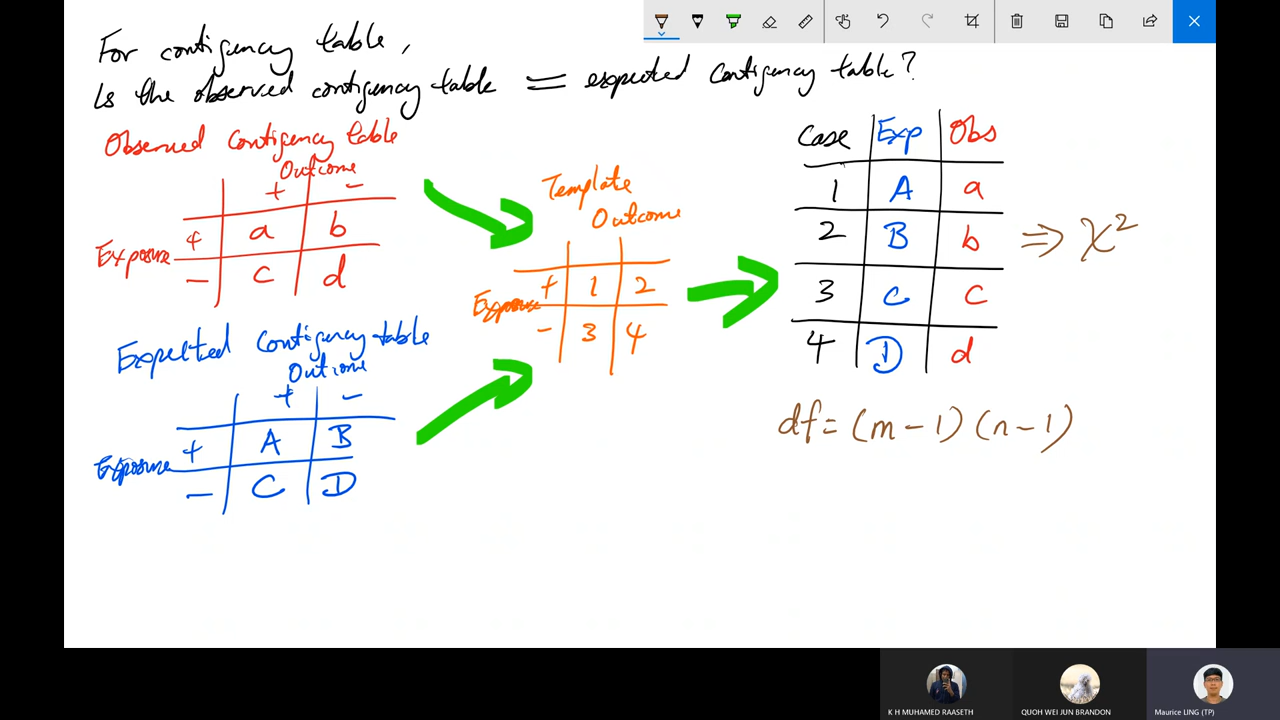 For contigency table,
Is the observed contigency table = expected contigency table?
Observed Contigency table
Outcome
+ -
Exposure + a b
- c d
Expected Contigency table
Outcome
+ -
Exposure + A B
- C D
Template
Outcome
Exposure + 1 2
- 3 4
Case Exp Obs
1 A a
2 B b
3 C c
4 D d
⇒ χ²
df = (m - 1) (n - 1)
K H MUHAMED RAASETH
QUOH WEI JUN BRANDON
Maurice LING (TP)